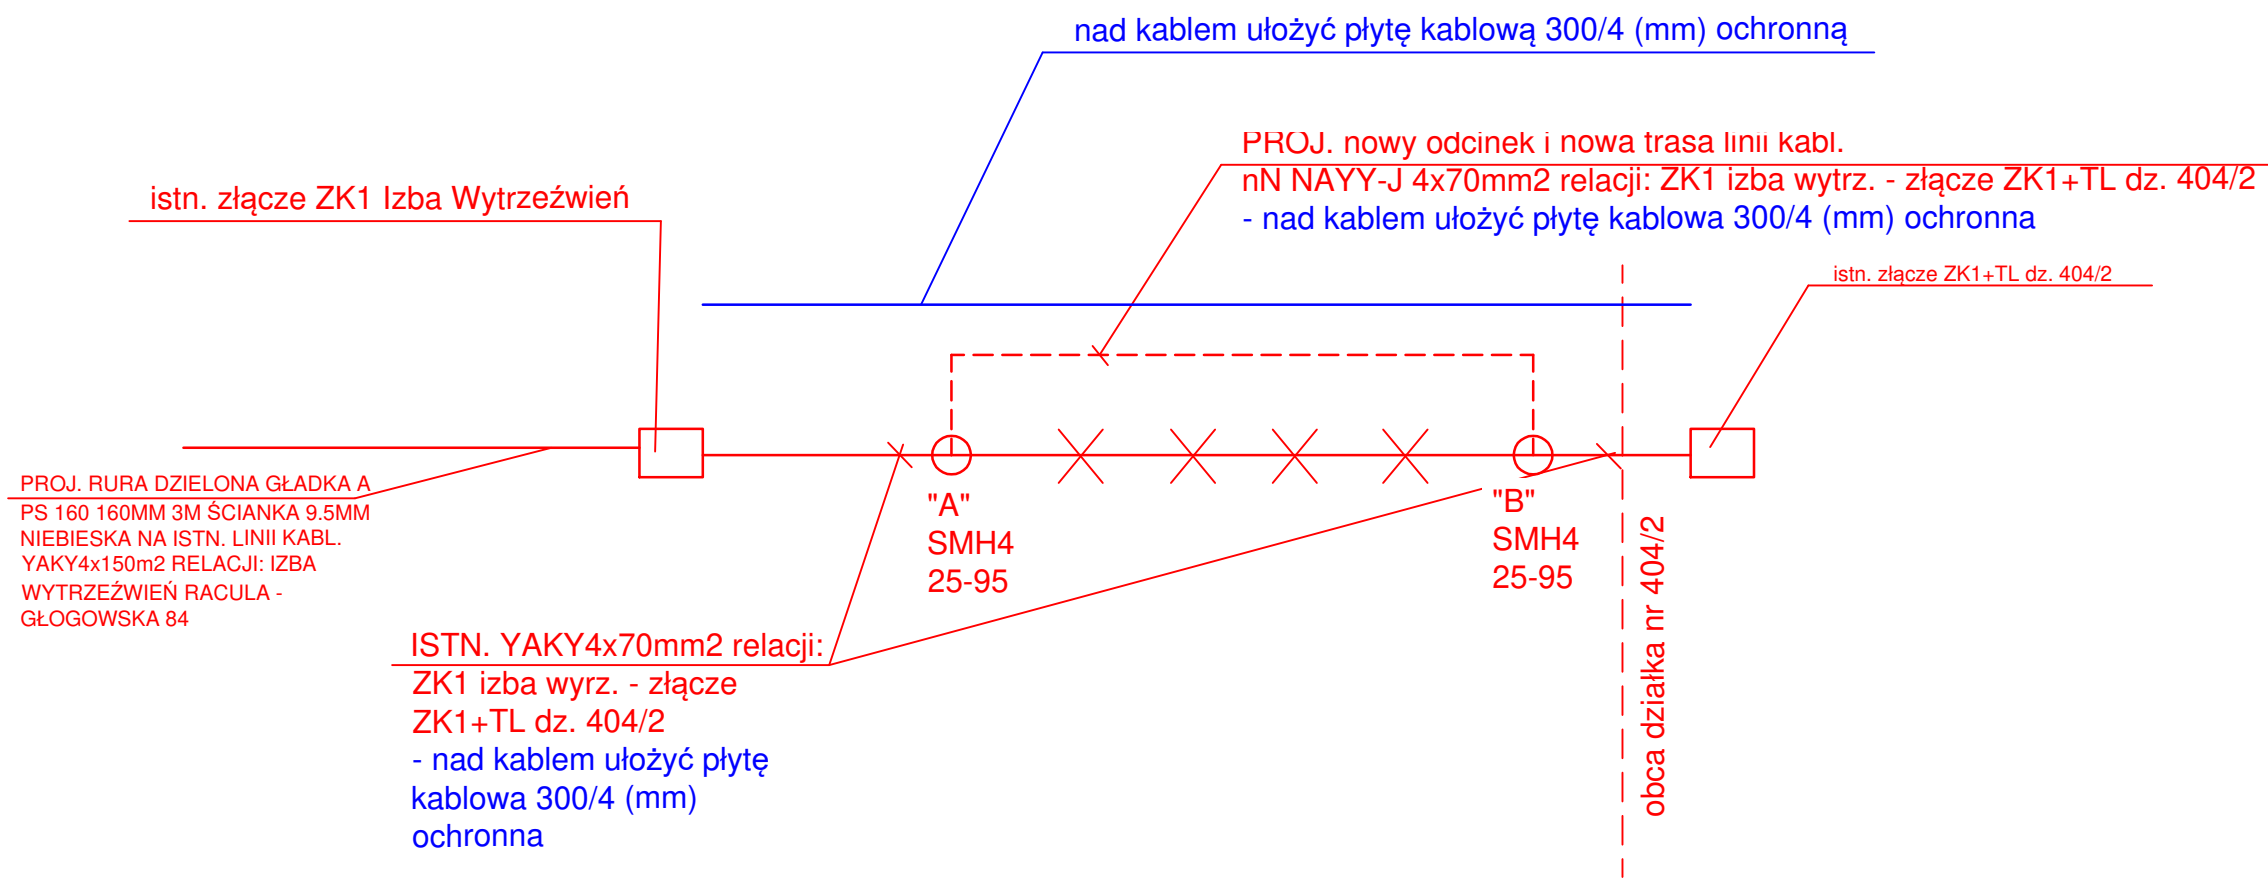 nad kablem ułożyć płytę kablową 300/4 (mm) ochronną
PROJ. nowy odcinek i nowa trasa linii kabl.
nN NAYY-J 4x70mm2 relacji: ZK1 izba wytrz. - złącze ZK1+TL dz. 404/2
- nad kablem ułożyć płytę kablowa 300/4 (mm) ochronna
istn. złącze ZK1 Izba Wytrzeźwień
istn. złącze ZK1+TL dz. 404/2
PROJ. RURA DZIELONA GŁADKA A
PS 160 160MM 3M ŚCIANKA 9.5MM
NIEBIESKA NA ISTN. LINII KABL.
YAKY4x150m2 RELACJI: IZBA
WYTRZEŹWIEŃ RACULA -
GŁOGOWSKA 84
"A"
SMH4
25-95
"B"
SMH4
25-95
obca działka nr 404/2
ISTN. YAKY4x70mm2 relacji:
ZK1 izba wyrz. - złącze
ZK1+TL dz. 404/2
- nad kablem ułożyć płytę
kablowa 300/4 (mm)
ochronna